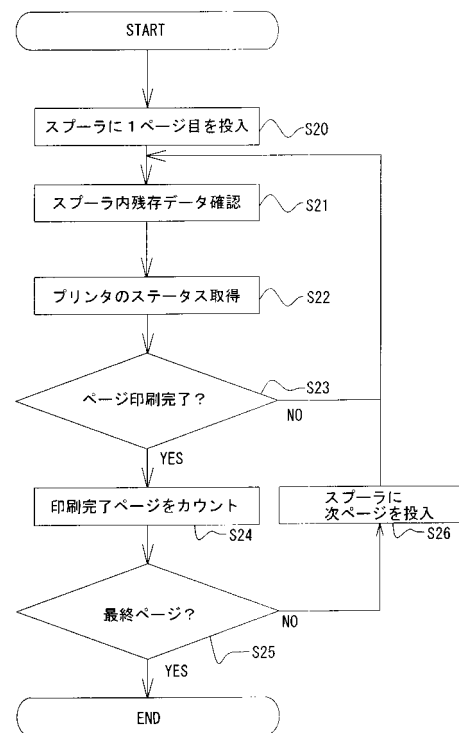 START
スプーラに1ページ目を投入
S20
スプーラ内残存データ確認
S21
プリンタのステータス取得
S22
ページ印刷完了?
S23
NO
YES
印刷完了ページをカウント
S24
スプーラに
次ページを投入
S26
最終ページ?
NO
S25
YES
END